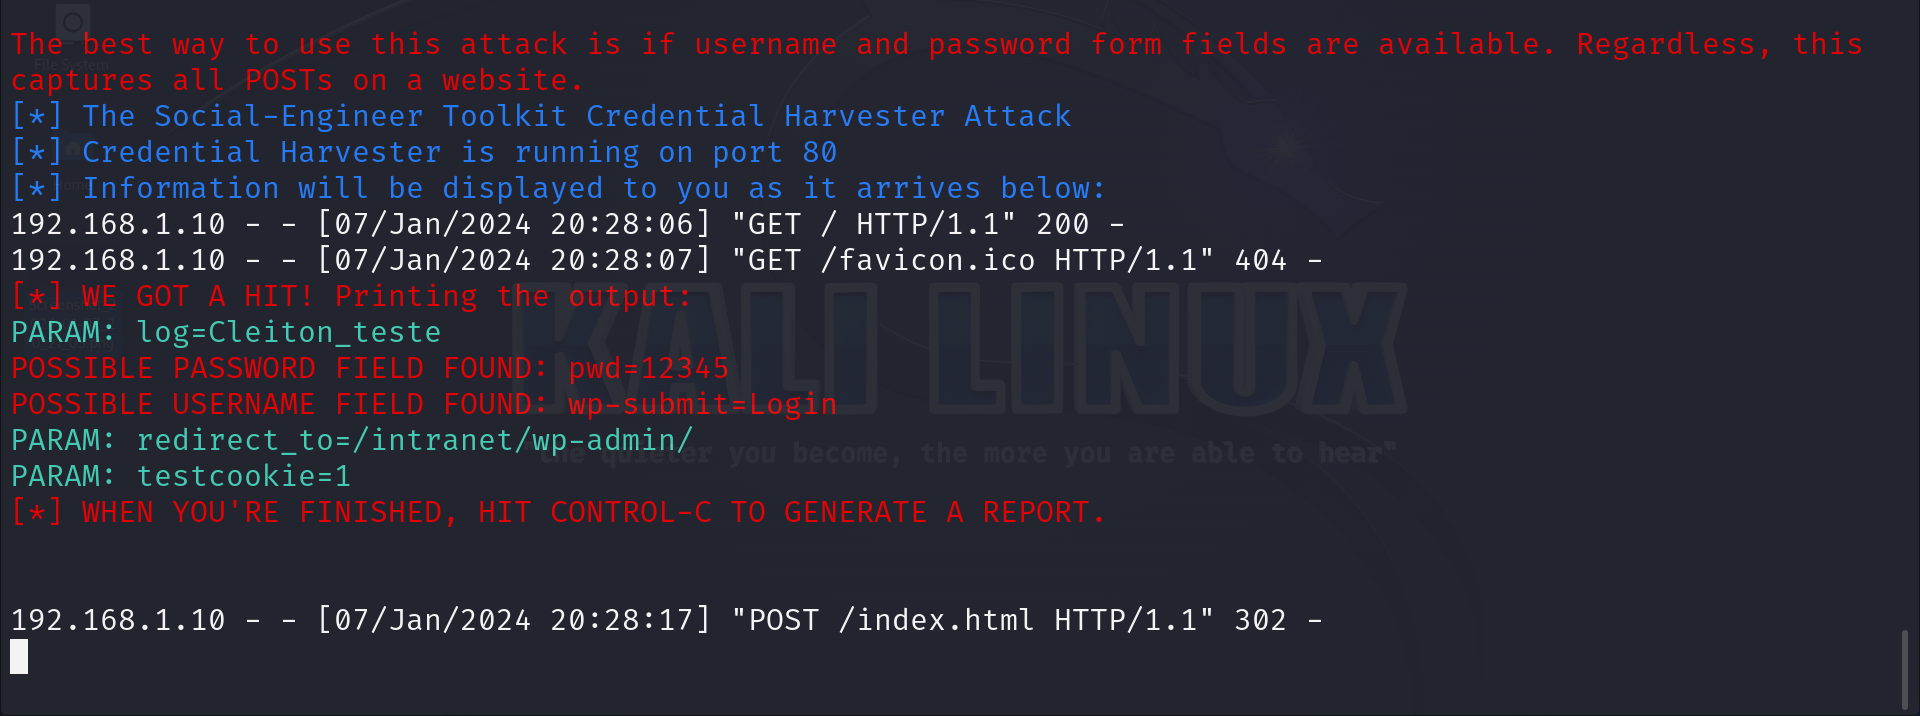 The best way to use this attack is if username and password form fields are available. Regardless, this
captures all POSTs on a website.
[*] The Social-Engineer Toolkit Credential Harvester Attack
[*] Credential Harvester is running on port 80
[*] Information will be displayed to you as it arrives below:
192.168.1.10 - - [07/Jan/2024 20:28:06] "GET / HTTP/1.1" 200 -
192.168.1.10 - - [07/Jan/2024 20:28:07] "GET /favicon.ico HTTP/1.1" 404 -
[*] WE GOT A HIT! Printing the output:
PARAM: log=Cleiton_teste
POSSIBLE PASSWORD FIELD FOUND: pwd=12345
POSSIBLE USERNAME FIELD FOUND: wp-submit=Login
PARAM: redirect_to=/intranet/wp-admin/
PARAM: testcookie=1
[*] WHEN YOU'RE FINISHED, HIT CONTROL-C TO GENERATE A REPORT.
192.168.1.10 - - [07/Jan/2024 20:28:17] "POST /index.html HTTP/1.1" 302 -
File System
Home
KALI LINUX
"the quieter you become, the more you are able to hear"